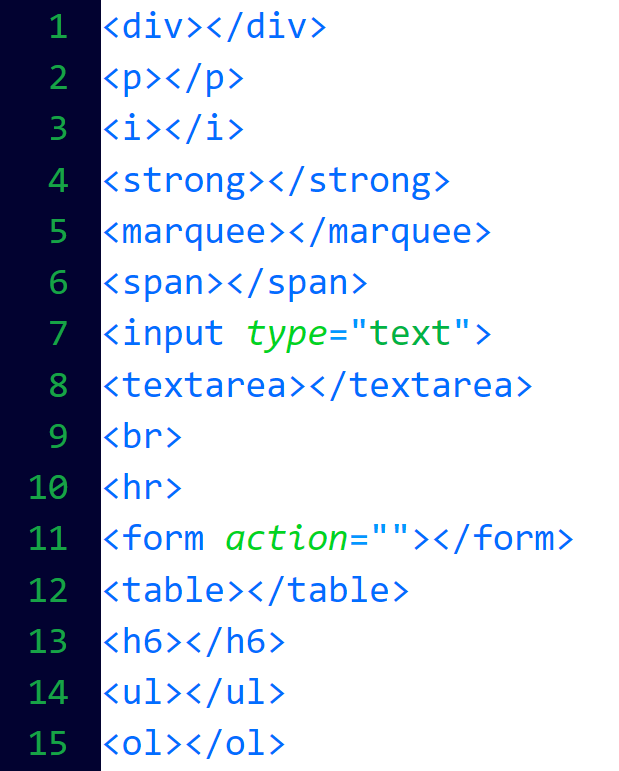 1 <div></div>
2 <p></p>
3 <i></i>
4 <strong></strong>
5 <marquee></marquee>
6 <span></span>
7 <input type="text">
8 <textarea></textarea>
9 <br>
10 <hr>
11 <form action=""></form>
12 <table></table>
13 <h6></h6>
14 <ul></ul>
15 <ol></ol>